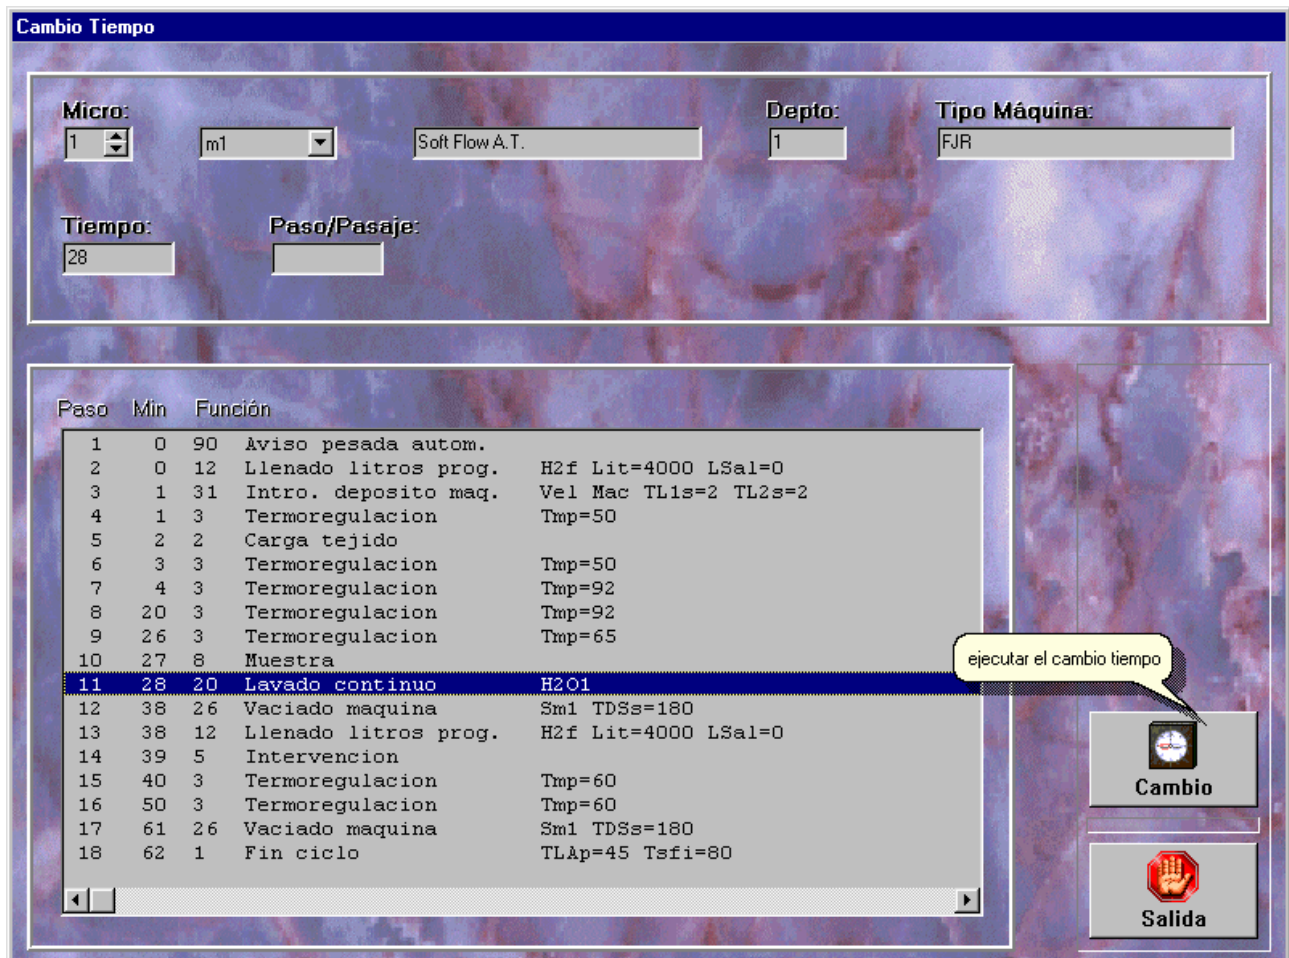 Cambio Tiempo
Micro: Depto: Tipo Máquina:
1 m1 Soft Flow A.T. 1 FJR
Tiempo: Paso/Pasaje:
28
Paso Min Función
1 0 90 Aviso pesada autom.
2 0 12 Llenado litros prog. H2f Lit=4000 LSal=0
3 1 31 Intro. deposito maq. Vel Mac TL1s=2 TL2s=2
4 1 3 Termoregulacion Tmp=50
5 2 2 Carga tejido
6 3 3 Termoregulacion Tmp=50
7 4 3 Termoregulacion Tmp=92
8 20 3 Termoregulacion Tmp=92
9 26 3 Termoregulacion Tmp=65
10 27 8 Muestra
11 28 20 Lavado continuo H2O1
12 38 26 Vaciado maquina Sm1 TDSs=180
13 38 12 Llenado litros prog. H2f Lit=4000 LSal=0
14 39 5 Intervencion
15 40 3 Termoregulacion Tmp=60
16 50 3 Termoregulacion Tmp=60
17 61 26 Vaciado maquina Sm1 TDSs=180
18 62 1 Fin ciclo TLAp=45 Tsfi=80
ejecutar el cambio tiempo
Cambio
Salida